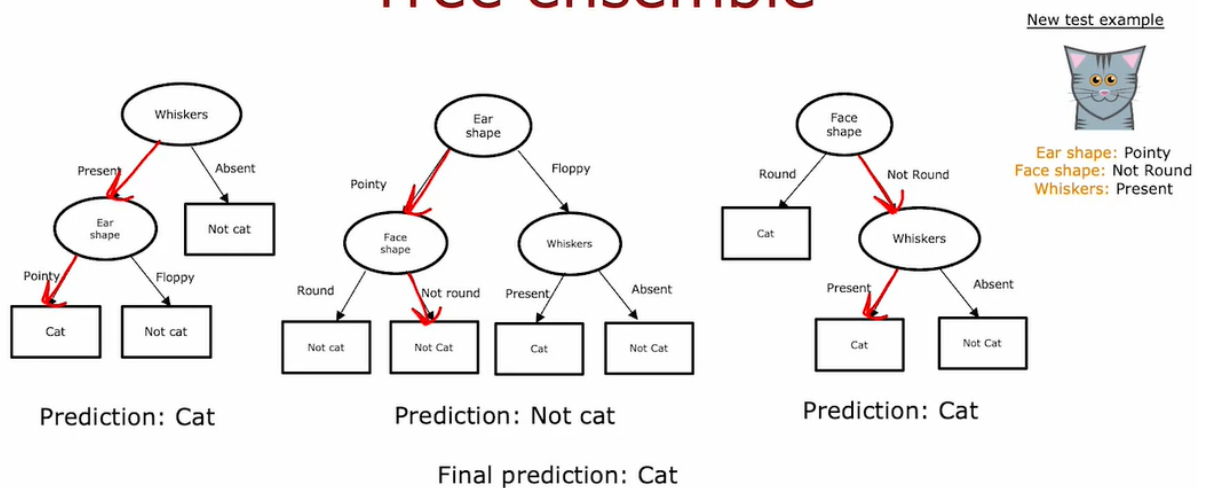 Tree ensemble
New test example
Ear shape: Pointy
Face shape: Not Round
Whiskers: Present
Whiskers
Present
Absent
Ear
shape
Not cat
Pointy
Floppy
Cat
Not cat
Prediction: Cat
Ear
shape
Pointy
Floppy
Face
shape
Whiskers
Round
Not round
Present
Absent
Not cat
Not Cat
Cat
Not Cat
Prediction: Not cat
Face
shape
Round
Not Round
Cat
Whiskers
Present
Absent
Cat
Not Cat
Prediction: Cat
Final prediction: Cat